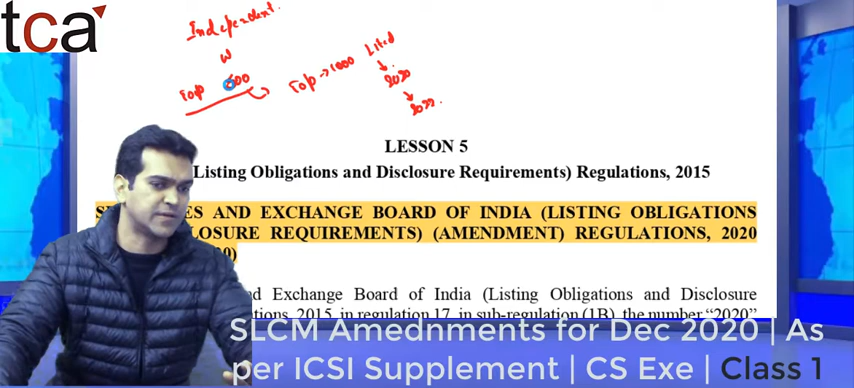 tca
Independent
W
Top 500
Top → 1000 Listed
2020
2022
LESSON 5
Listing Obligations and Disclosure Requirements) Regulations, 2015
ES AND EXCHANGE BOARD OF INDIA (LISTING OBLIGATIONS
LOSURE REQUIREMENTS) (AMENDMENT) REGULATIONS, 2020
d Exchange Board of India (Listing Obligations and Disclosure
ations, 2015, in regulation 17, in sub-regulation (1B), the number “2020”
SLCM Amednments for Dec 2020 | As
per ICSI Supplement | CS Exe | Class 1